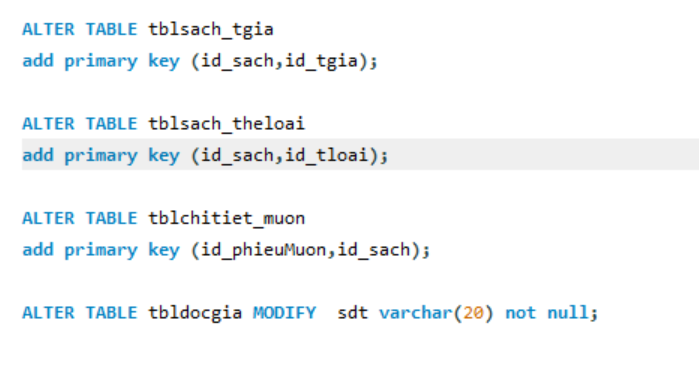 ALTER TABLE tblsach_tgia
add primary key (id_sach,id_tgia);
ALTER TABLE tblsach_theloai
add primary key (id_sach,id_tloai);
ALTER TABLE tblchitiet_muon
add primary key (id_phieuMuon,id_sach);
ALTER TABLE tbldocgia MODIFY  sdt varchar(20) not null;